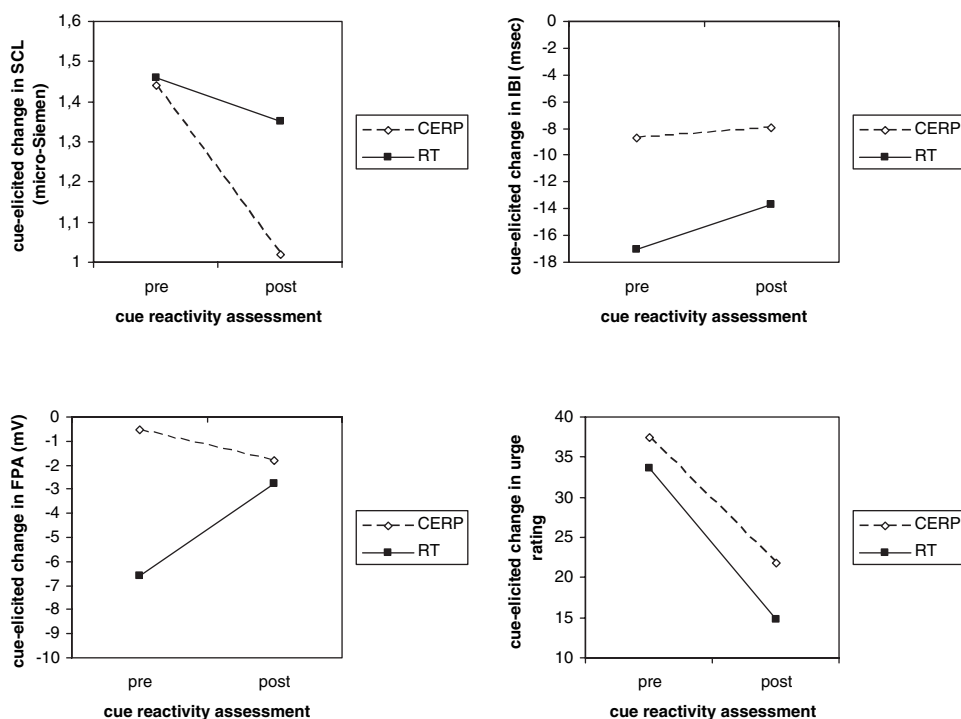 cue-elicited change in SCL
(micro-Siemen)
1,6
1,5
1,4
1,3
1,2
1,1
1
pre
post
cue reactivity assessment
CERP
RT
cue-elicited change in IBI (msec)
0
-2
-4
-6
-8
-10
-12
-14
-16
-18
pre
post
cue reactivity assessment
CERP
RT
cue-elicited change in FPA (mV)
0
-1
-2
-3
-4
-5
-6
-7
-8
-9
-10
pre
post
cue reactivity assessment
CERP
RT
cue-elicited change in urge
rating
40
35
30
25
20
15
10
pre
post
cue reactivity assessment
CERP
RT